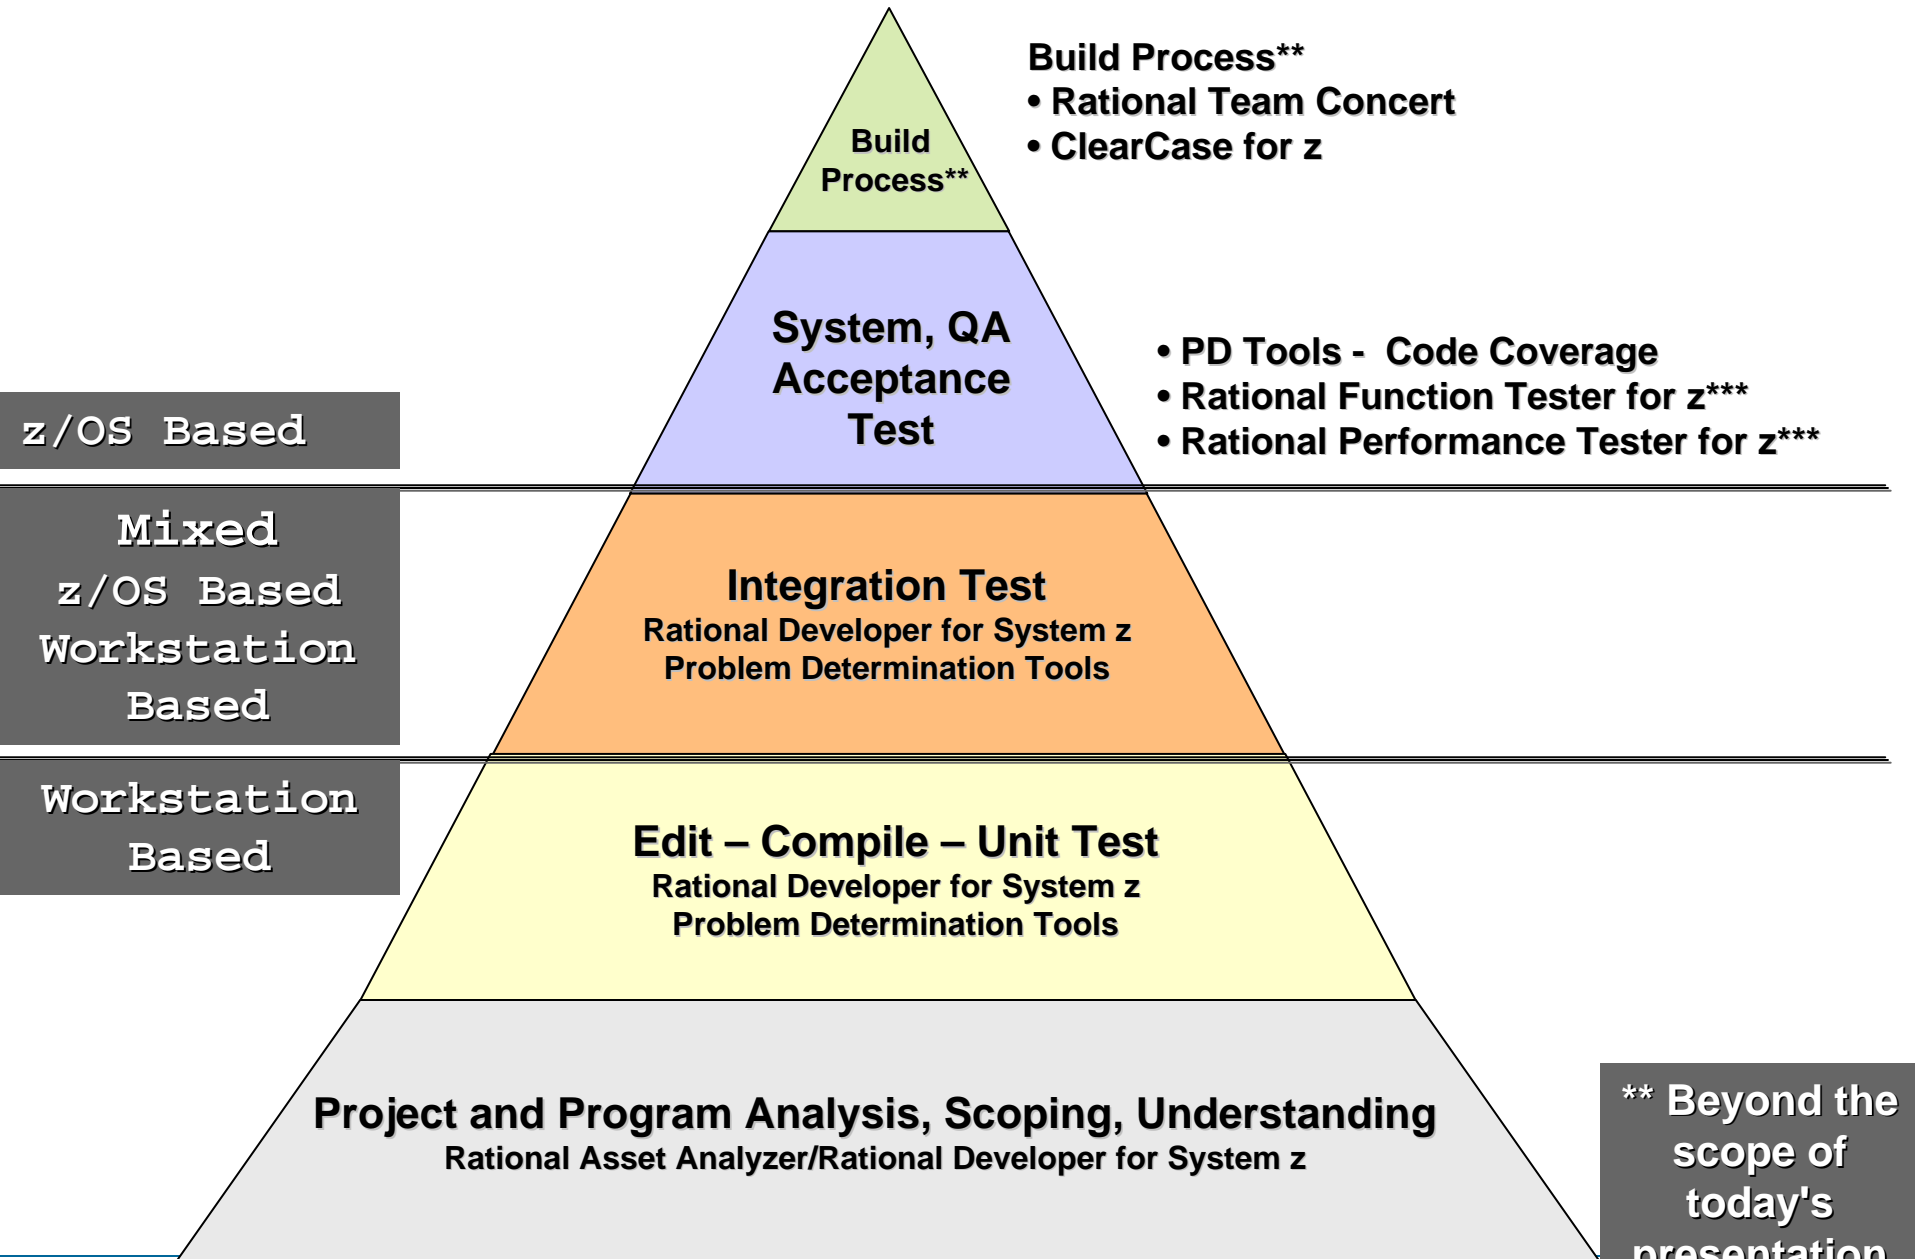 Build Process**
• Rational Team Concert
• ClearCase for z
Build
Process**
System, QA
Acceptance
Test
• PD Tools - Code Coverage
• Rational Function Tester for z***
• Rational Performance Tester for z***
z/OS Based
Mixed
z/OS Based
Workstation
Based
Integration Test
Rational Developer for System z
Problem Determination Tools
Workstation
Based
Edit – Compile – Unit Test
Rational Developer for System z
Problem Determination Tools
Project and Program Analysis, Scoping, Understanding
Rational Asset Analyzer/Rational Developer for System z
** Beyond the
scope of
today's
presentation